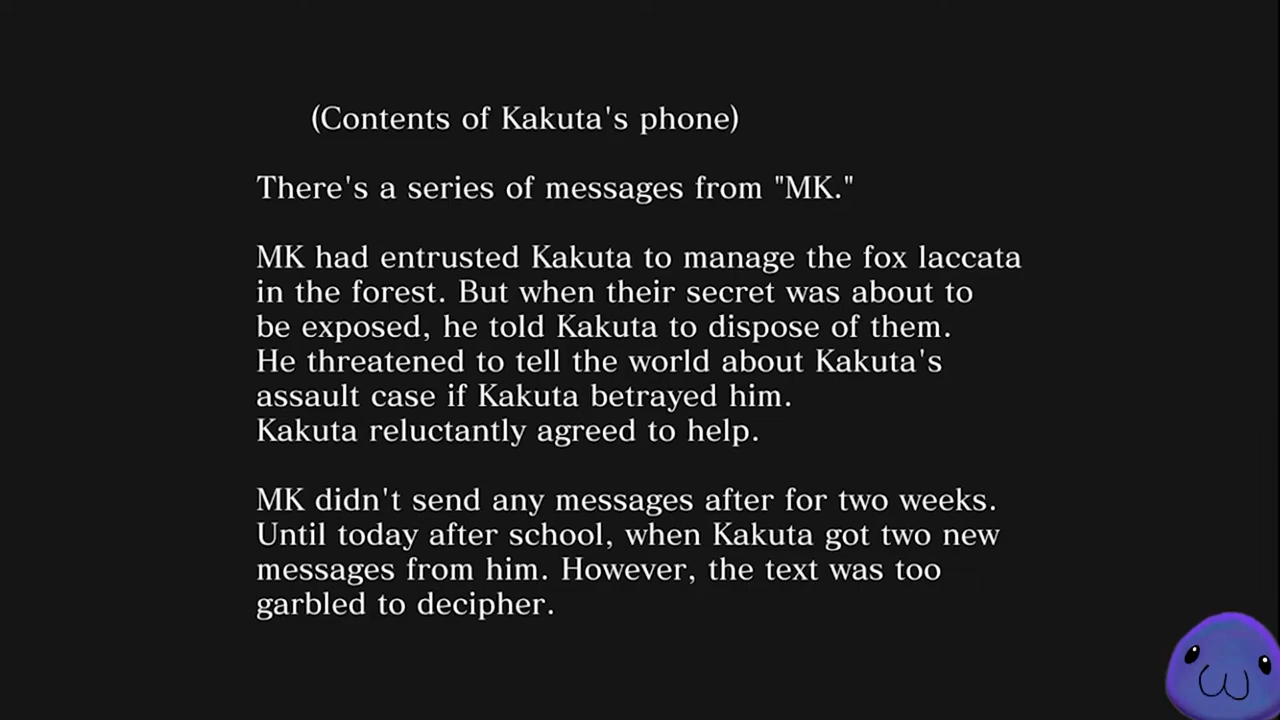 (Contents of Kakuta's phone)
There's a series of messages from "MK."
MK had entrusted Kakuta to manage the fox laccata
in the forest. But when their secret was about to
be exposed, he told Kakuta to dispose of them.
He threatened to tell the world about Kakuta's
assault case if Kakuta betrayed him.
Kakuta reluctantly agreed to help.
MK didn't send any messages after for two weeks.
Until today after school, when Kakuta got two new
messages from him. However, the text was too
garbled to decipher.